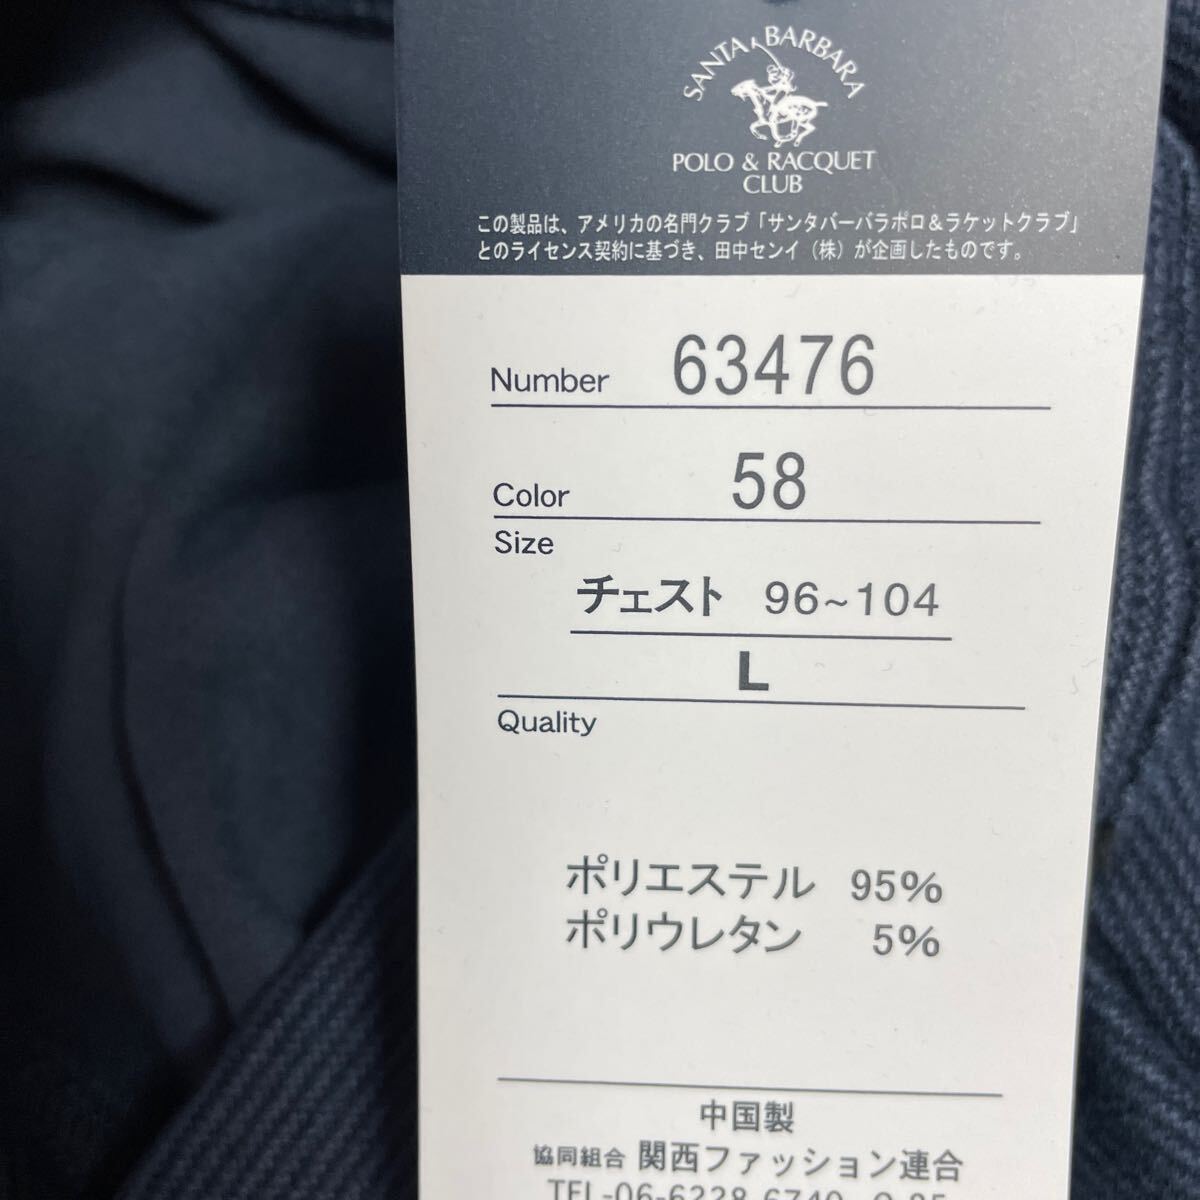 SANTA BARBARA
POLO & RACQUET
CLUB
この製品は、アメリカの名門クラブ「サンタバーバラポロ&ラケットクラブ」
とのライセンス契約に基づき、田中センイ（株）が企画したものです。
Number 63476
Color 58
Size
チェスト 96~104
L
Quality
ポリエステル 95%
ポリウレタン 5%
中国製
協同組合 関西ファッション連合
TEL-06-6228-6740